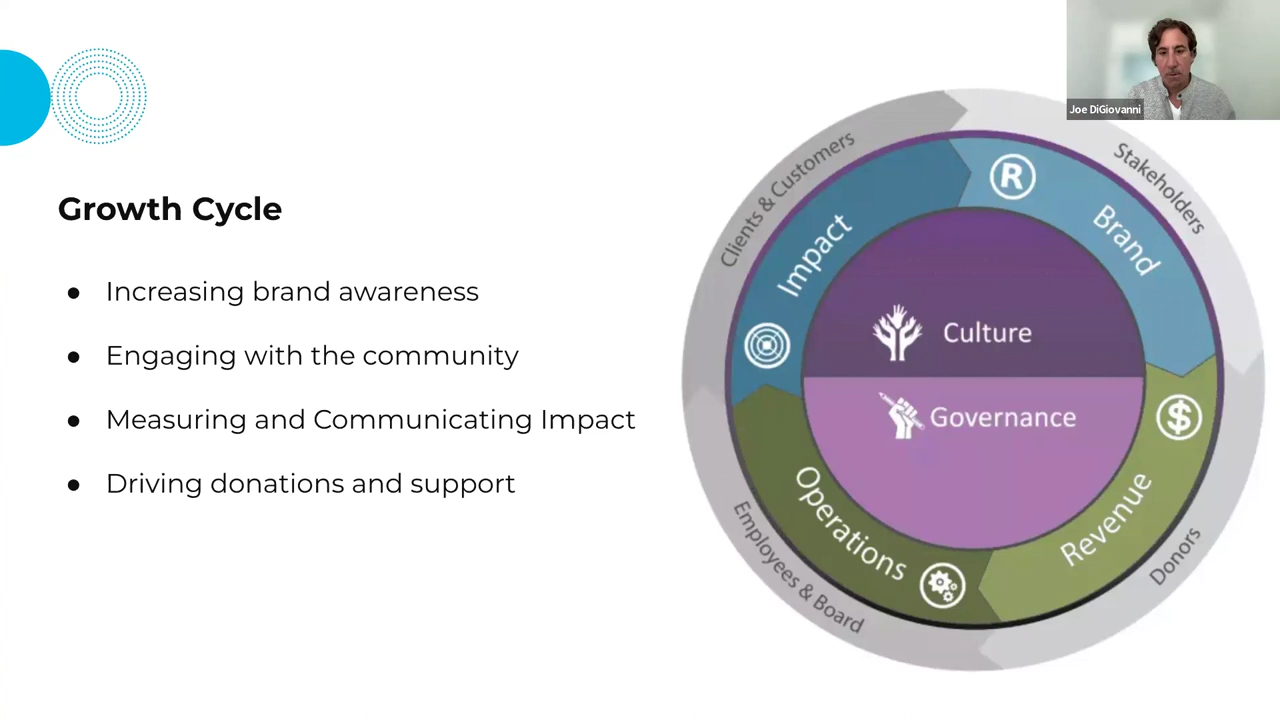 Joe DiGiovanni
Growth Cycle
● Increasing brand awareness
● Engaging with the community
● Measuring and Communicating Impact
● Driving donations and support
Clients & Customers
Stakeholders
Impact
R
Brand
Culture
Governance
$
Operations
Revenue
Employees & Board
Donors